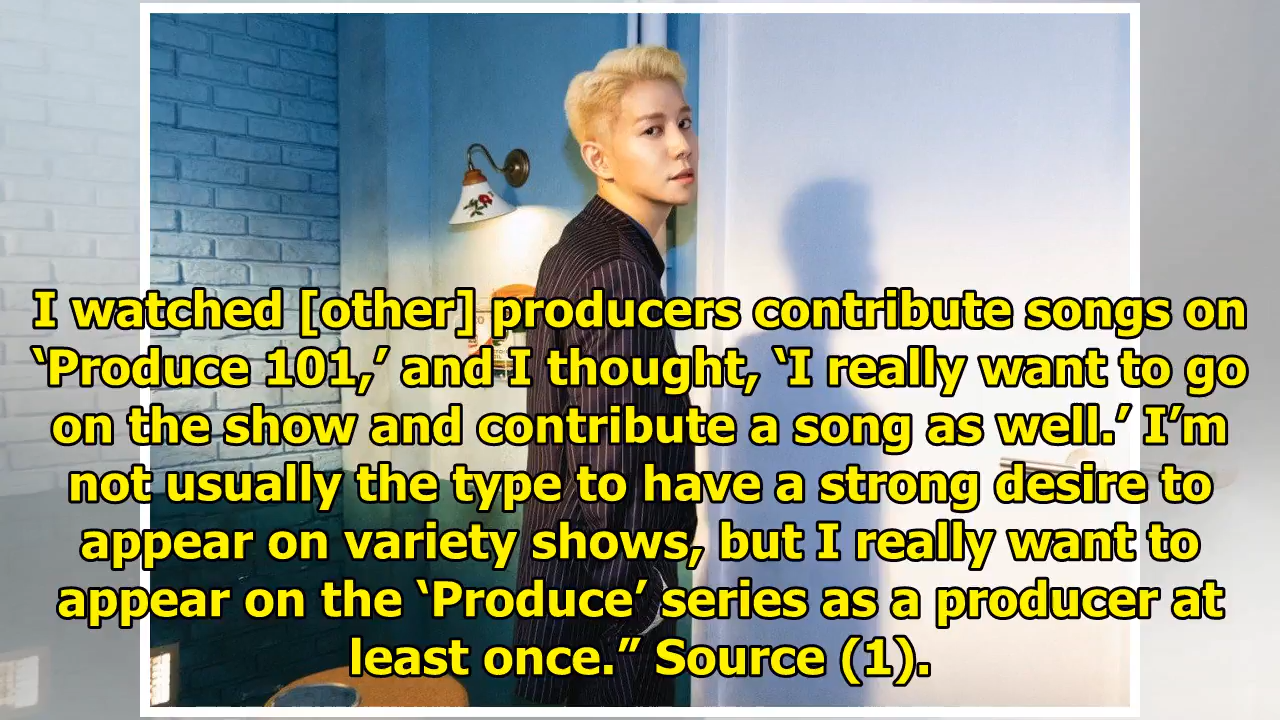 I watched [other] producers contribute songs on
‘Produce 101,’ and I thought, ‘I really want to go
on the show and contribute a song as well.’ I’m
not usually the type to have a strong desire to
appear on variety shows, but I really want to
appear on the ‘Produce’ series as a producer at
least once.” Source (1).